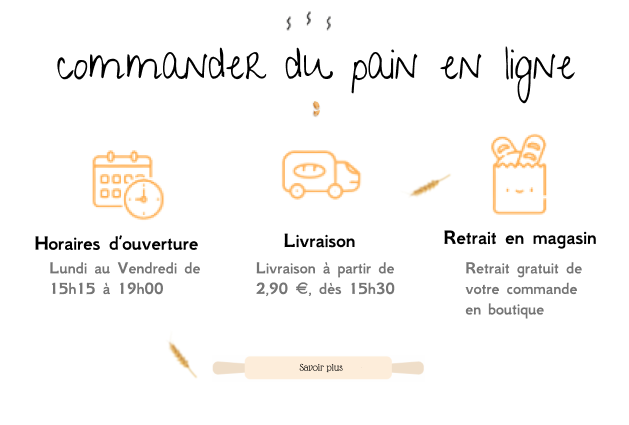 commander du pain en ligne
Horaires d'ouverture
Lundi au Vendredi de
15h15 à 19h00
Livraison
Livraison à partir de
2,90 €, dès 15h30
Retrait en magasin
Retrait gratuit de
votre commande
en boutique
Savoir plus